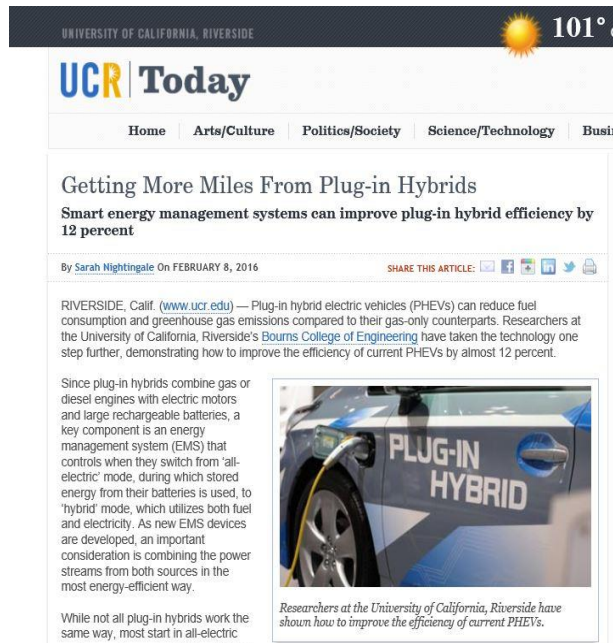 UNIVERSITY OF CALIFORNIA, RIVERSIDE
101°
UCR Today
Home Arts/Culture Politics/Society Science/Technology
Getting More Miles From Plug-in Hybrids
Smart energy management systems can improve plug-in hybrid efficiency by
12 percent
By Sarah Nightingale On FEBRUARY 8, 2016
SHARE THIS ARTICLE:
RIVERSIDE, Calif. (www.ucr.edu) — Plug-in hybrid electric vehicles (PHEVs) can reduce fuel
consumption and greenhouse gas emissions compared to their gas-only counterparts. Researchers at
the University of California, Riverside's Bourns College of Engineering have taken the technology one
step further, demonstrating how to improve the efficiency of current PHEVs by almost 12 percent.
Since plug-in hybrids combine gas or
diesel engines with electric motors
and large rechargeable batteries, a
key component is an energy
management system (EMS) that
controls when they switch from 'all-
electric' mode, during which stored
energy from their batteries is used, to
'hybrid' mode, which utilizes both fuel
and electricity. As new EMS devices
are developed, an important
consideration is combining the power
streams from both sources in the
most energy-efficient way.
While not all plug-in hybrids work the
same way, most start in all-electric
PLUG-IN
HYBRID
Researchers at the University of California, Riverside have
shown how to improve the efficiency of current PHEVs.